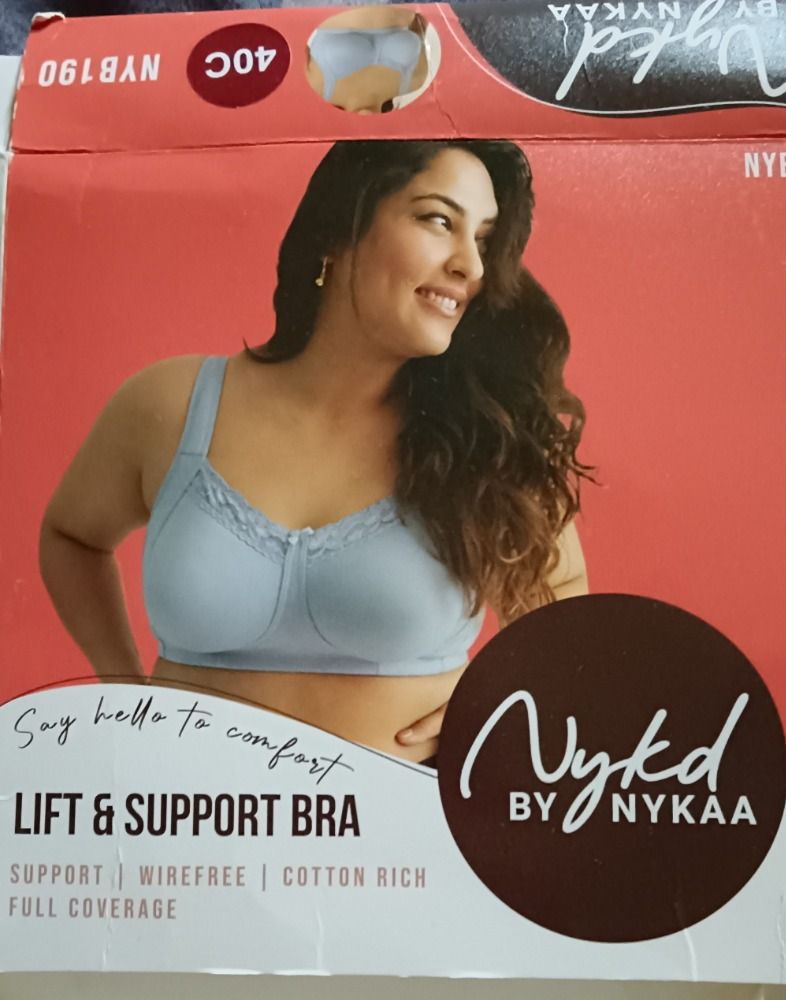 NYB190
40C
Nykd
BY NYKAA
NYB
Say hello to comfort
LIFT & SUPPORT BRA
SUPPORT | WIREFREE | COTTON RICH
FULL COVERAGE
Nykd
BY NYKAA